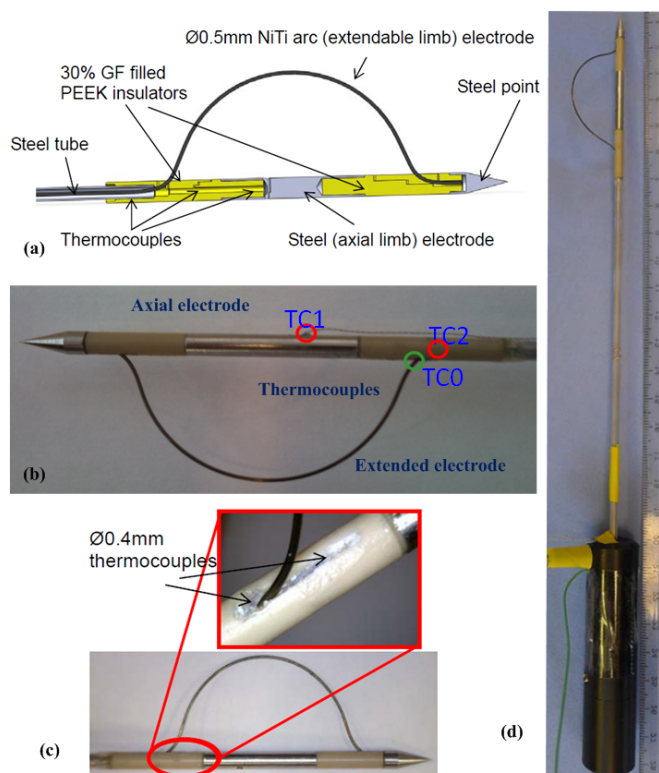 (a)
Ø0.5mm NiTi arc (extendable limb) electrode
30% GF filled
PEEK insulators
Steel point
Steel tube
Thermocouples
Steel (axial limb) electrode
Axial electrode
TC1
TC2
TC0
Thermocouples
(b)
Extended electrode
Ø0.4mm
thermocouples
(c)
(d)